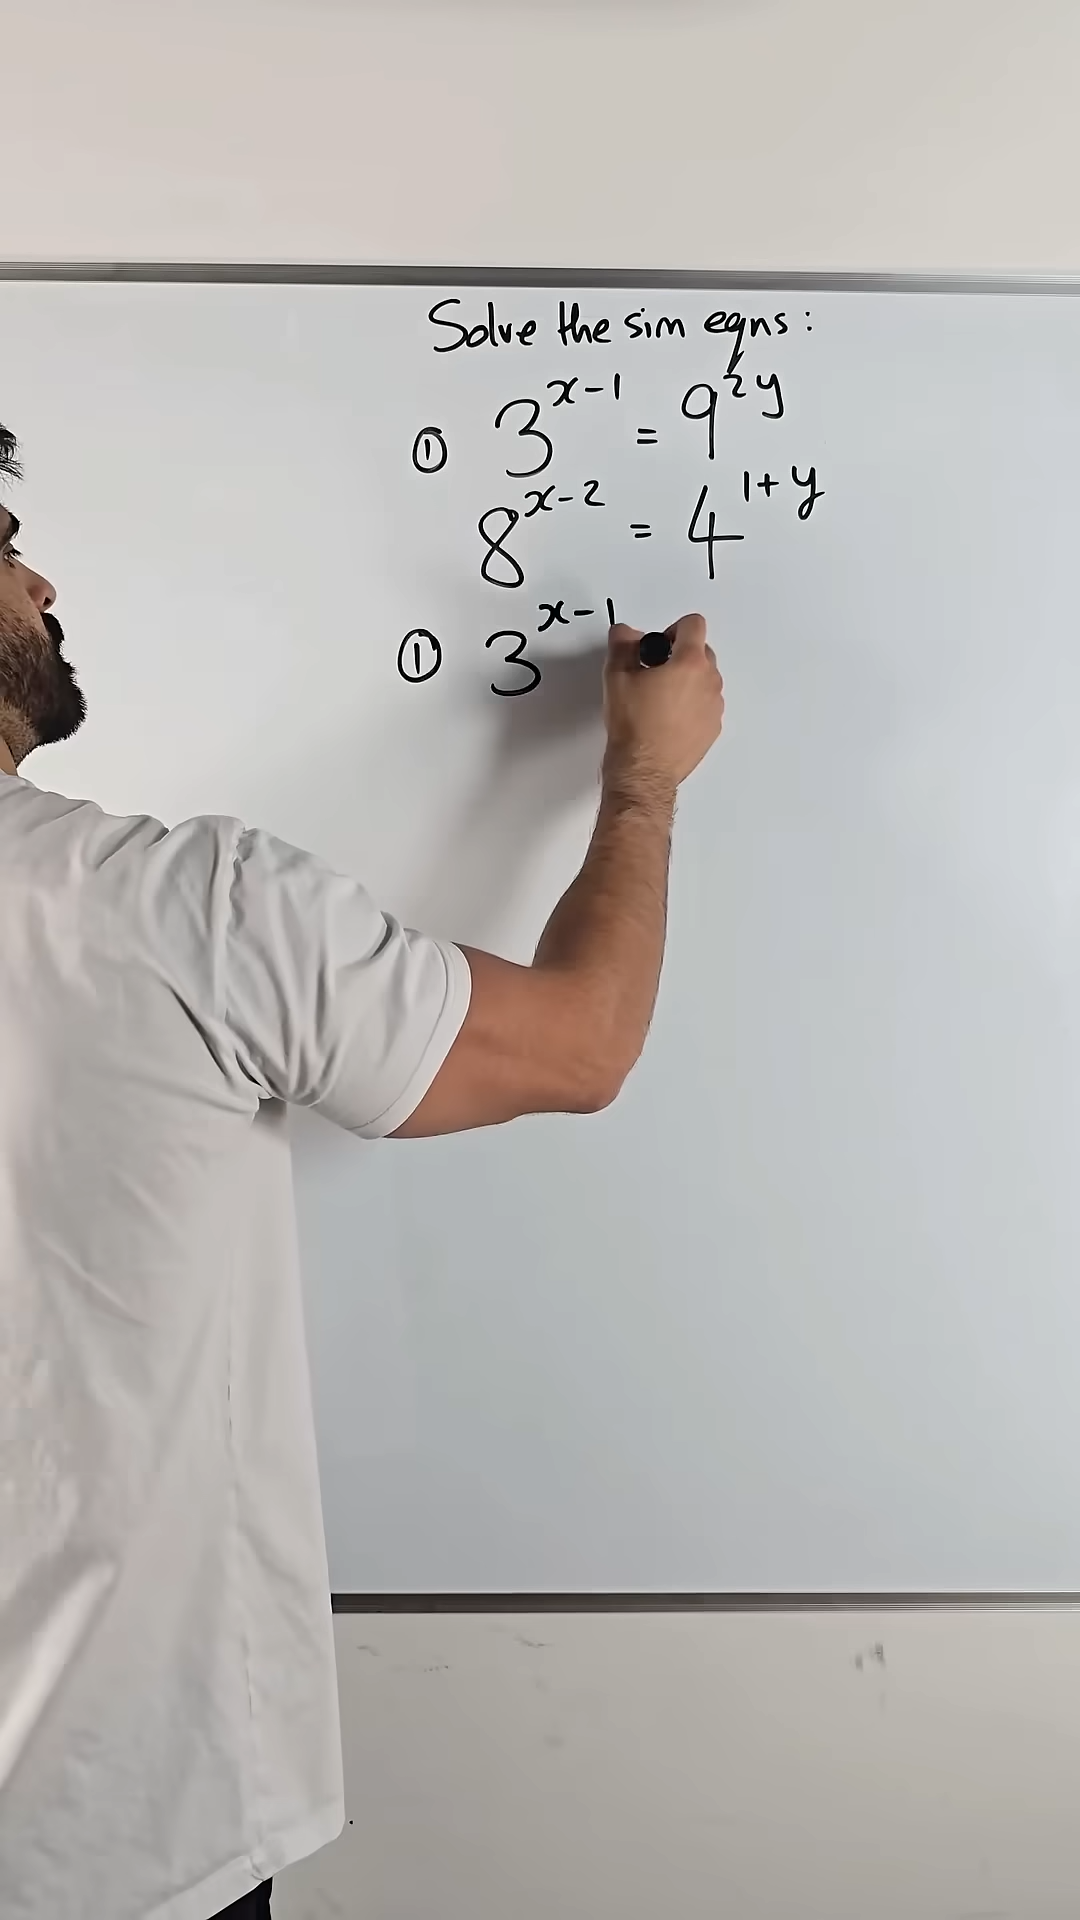 Solve the sim eqns:
① 3^{x-1} = 9^{2y}
8^{x-2} = 4^{1+y}
① 3^{x-1}